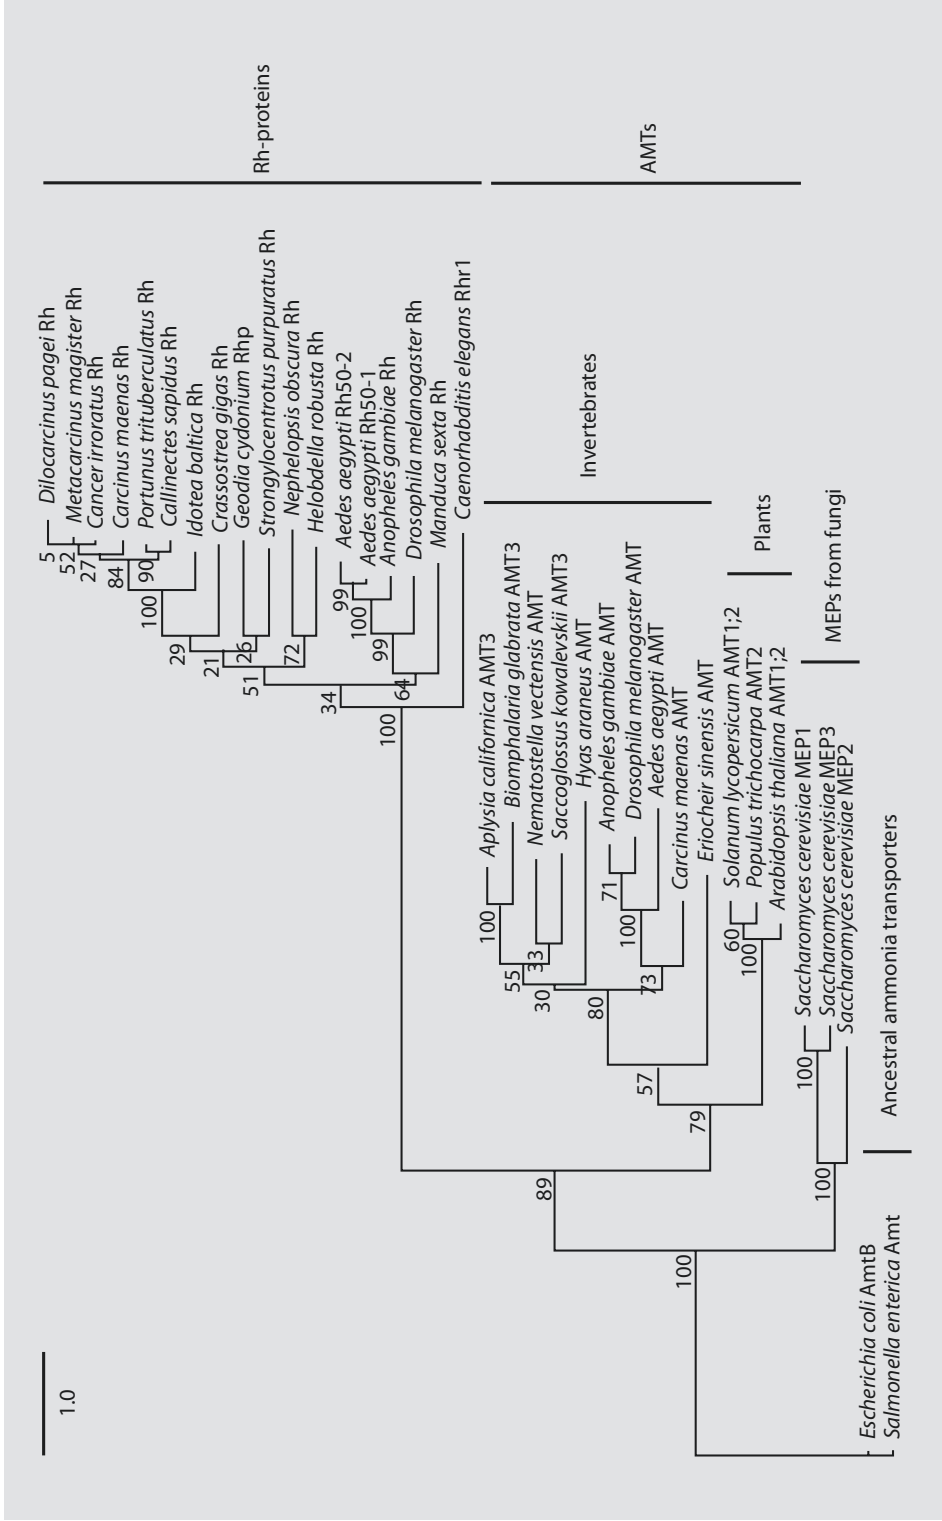 Dilocarcinus pagei Rh
Metacarcinus magister Rh
Cancer irroratus Rh
Carcinus maenas Rh
Portunus trituberculatus Rh
Callinectes sapidus Rh
Idotea baltica Rh
Crassostrea gigas Rh
Geodia cydonium Rhp
Strongylocentrotus purpuratus Rh
Nephelopsis obscura Rh
Helobdella robusta Rh
Aedes aegypti Rh50-2
Aedes aegypti Rh50-1
Anopheles gambiae Rh
Drosophila melanogaster Rh
Manduca sexta Rh
Caenorhabditis elegans Rhr1
Rh-proteins
5
52
27
84
90
100
29
21
26
51
72
34
99
100
99
64
100
Aplysia californica AMT3
Biomphalaria glabrata AMT3
Nematostella vectensis AMT
Saccoglossus kowalevskii AMT3
Hyas araneus AMT
Anopheles gambiae AMT
Drosophila melanogaster AMT
Aedes aegypti AMT
Carcinus maenas AMT
Eriocheir sinensis AMT
Invertebrates
AMTs
100
55
33
30
71
100
73
80
57
79
Solanum lycopersicum AMT1;2
Populus trichocarpa AMT2
Arabidopsis thaliana AMT1;2
Plants
60
100
89
Saccharomyces cerevisiae MEP1
Saccharomyces cerevisiae MEP3
Saccharomyces cerevisiae MEP2
MEPs from fungi
100
100
100
Escherichia coli AmtB
Salmonella enterica Amt
Ancestral ammonia transporters
1.0